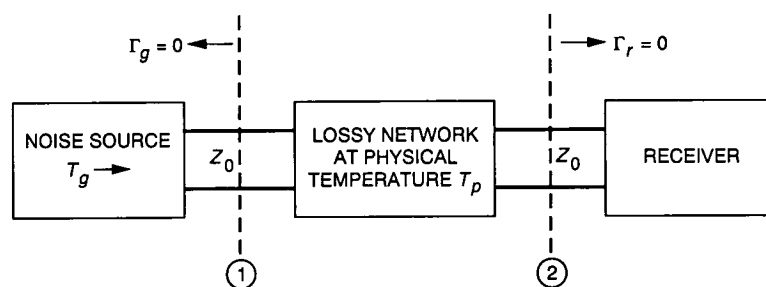 Γg = 0
Γr = 0
NOISE SOURCE
Tg
Z0
LOSSY NETWORK
AT PHYSICAL
TEMPERATURE Tp
Z0
RECEIVER
1
2